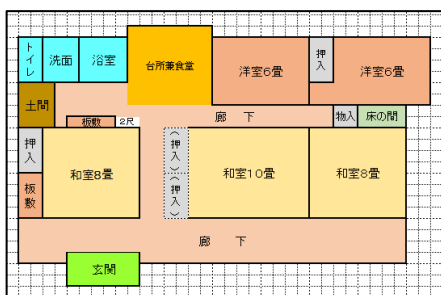 トイレ
洗面
浴室
台所兼食堂
洋室6畳
押入
洋室6畳
土間
板敷
2尺
廊 下
物入
床の間
押入
板敷
和室8畳
(押入)
(押入)
和室10畳
和室8畳
廊 下
玄関